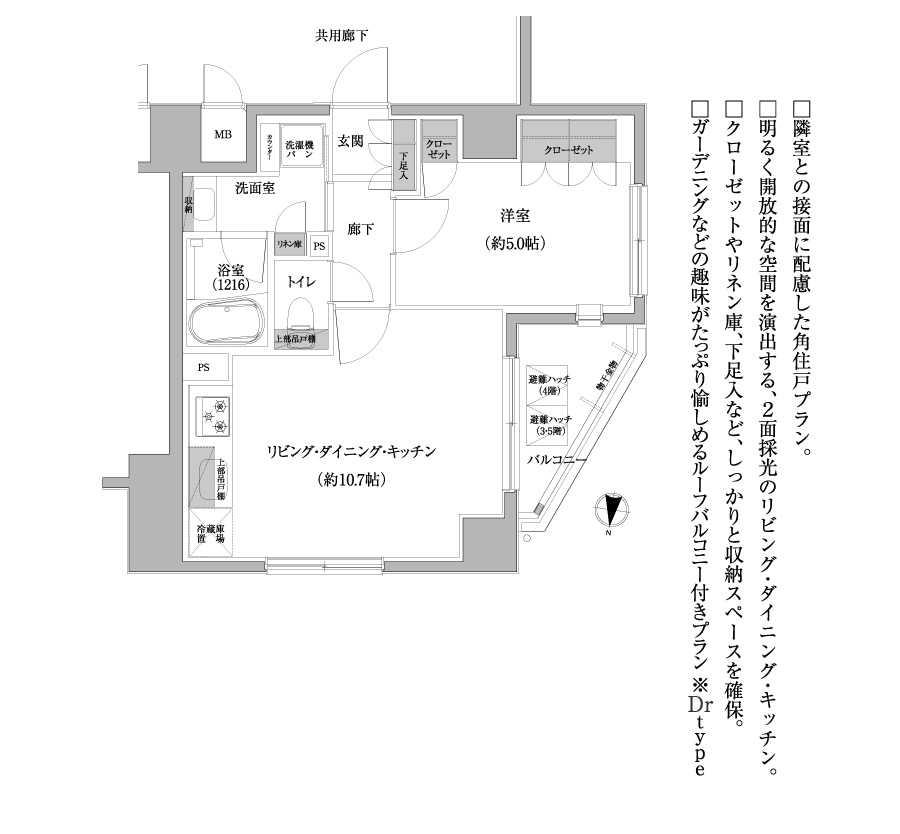 共用廊下
MB
カウンター
洗濯機
パン
玄関
下足入
クロー
ゼット
クローゼット
洗面室
収納
廊下
洋室
(約5.0帖)
リネン庫
PS
浴室
(1216)
トイレ
上部吊戸棚
PS
避難ハッチ
(4階)
避難ハッチ
(3・5階)
物干金物
バルコニー
リビング・ダイニング・キッチン
(約10.7帖)
上部吊戸棚
冷蔵庫
置場
N
□隣室との接面に配慮した角住戸プラン。
□明るく開放的な空間を演出する、2面採光のリビング・ダイニング・キッチン。
□クローゼットやリネン庫、下足入など、しっかりと収納スペースを確保。
□ガーデニングなどの趣味がたっぷり愉しめるルーフバルコニー付きプラン※Dr type